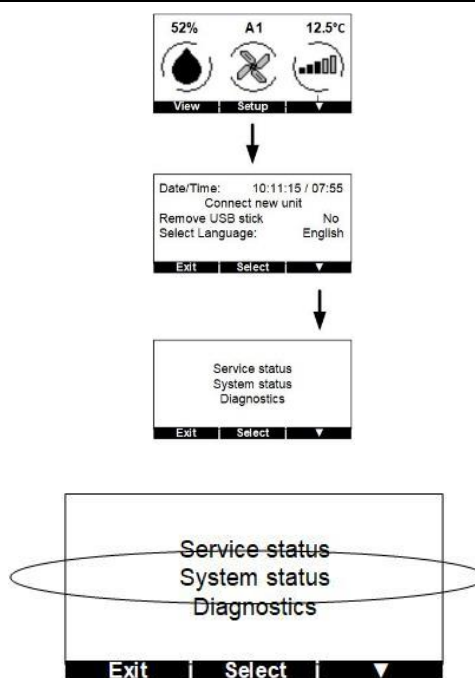 52% A1 12.5°C
View Setup ▼
Date/Time: 10:11:15 / 07:55
Connect new unit
Remove USB stick No
Select Language: English
Exit Select ▼
Service status
System status
Diagnostics
Exit Select ▼
Service status
System status
Diagnostics
Exit Select ▼